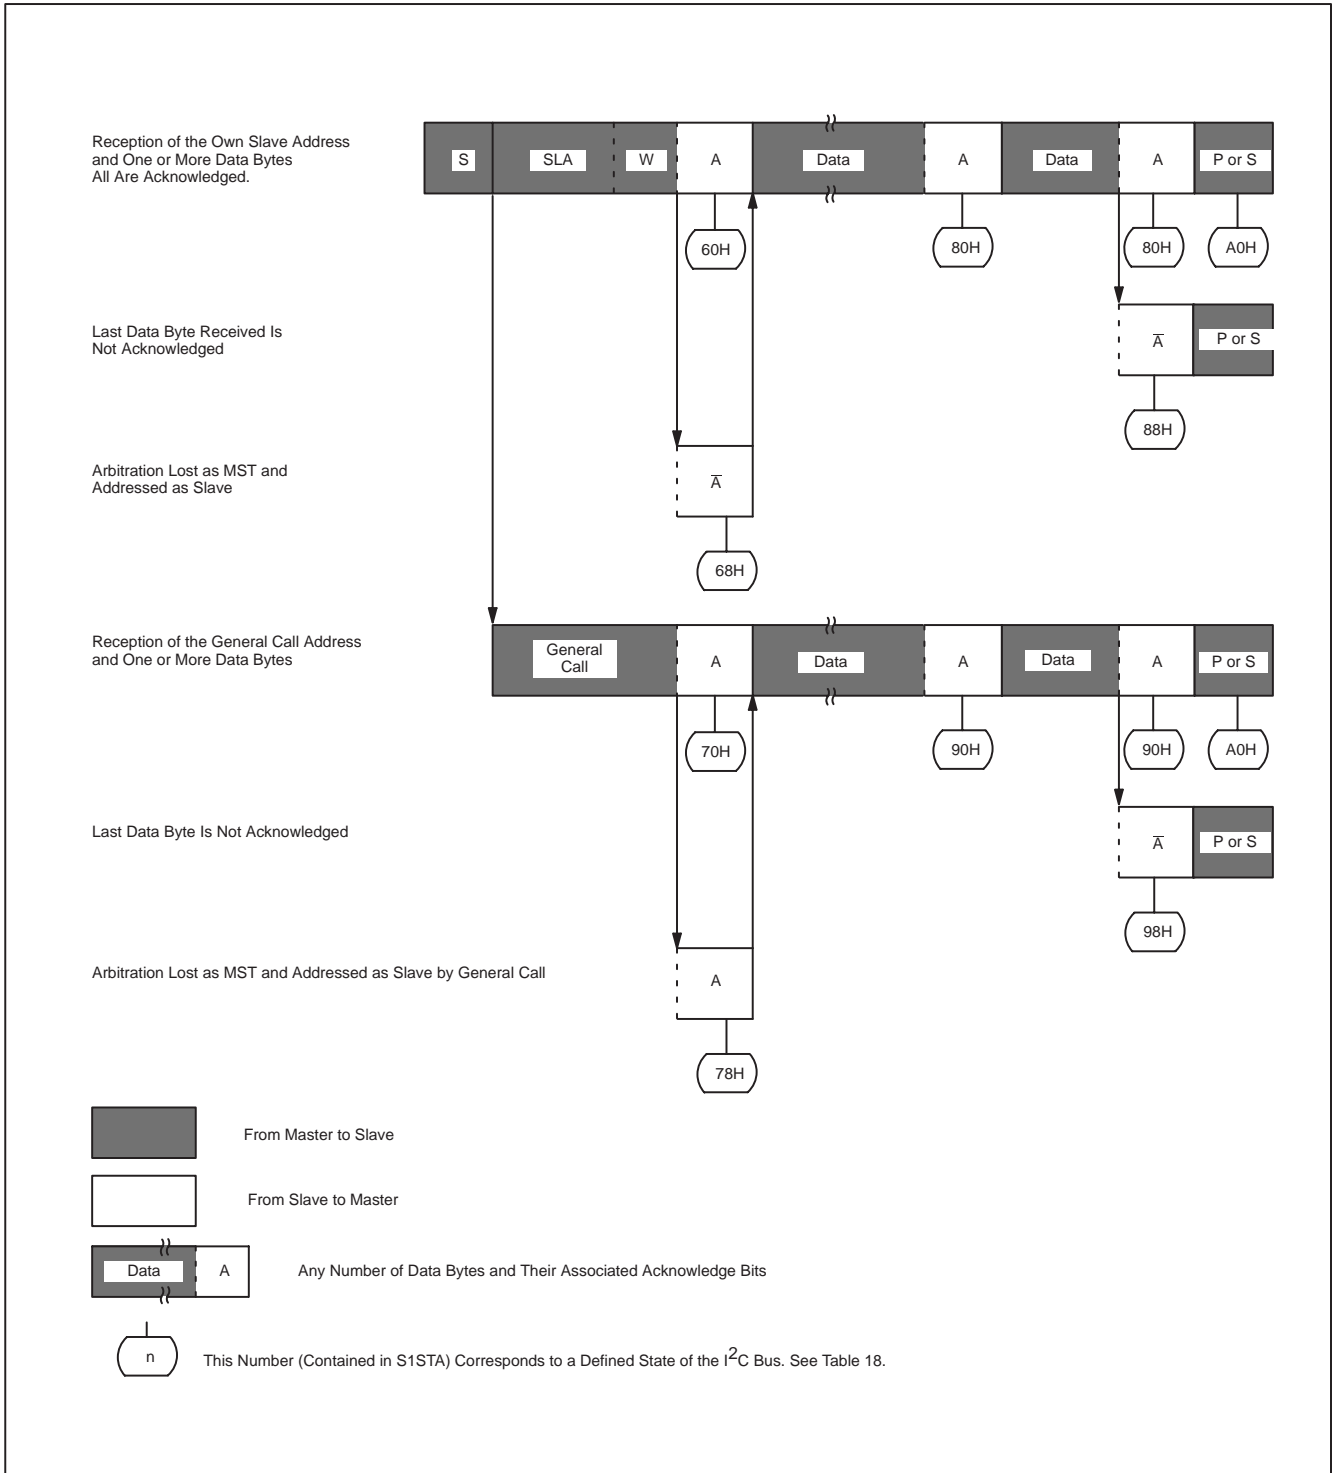 Reception of the Own Slave Address
and One or More Data Bytes
All Are Acknowledged.
S SLA W A Data A Data A P or S
60H 80H 80H A0H
Last Data Byte Received Is
Not Acknowledged
A̅ P or S
88H
Arbitration Lost as MST and
Addressed as Slave
A̅
68H
Reception of the General Call Address
and One or More Data Bytes
General
Call
A Data A Data A P or S
70H 90H 90H A0H
Last Data Byte Is Not Acknowledged
A̅ P or S
98H
Arbitration Lost as MST and Addressed as Slave by General Call
A
78H
From Master to Slave
From Slave to Master
Data A
Any Number of Data Bytes and Their Associated Acknowledge Bits
n
This Number (Contained in S1STA) Corresponds to a Defined State of the I²C Bus. See Table 18.